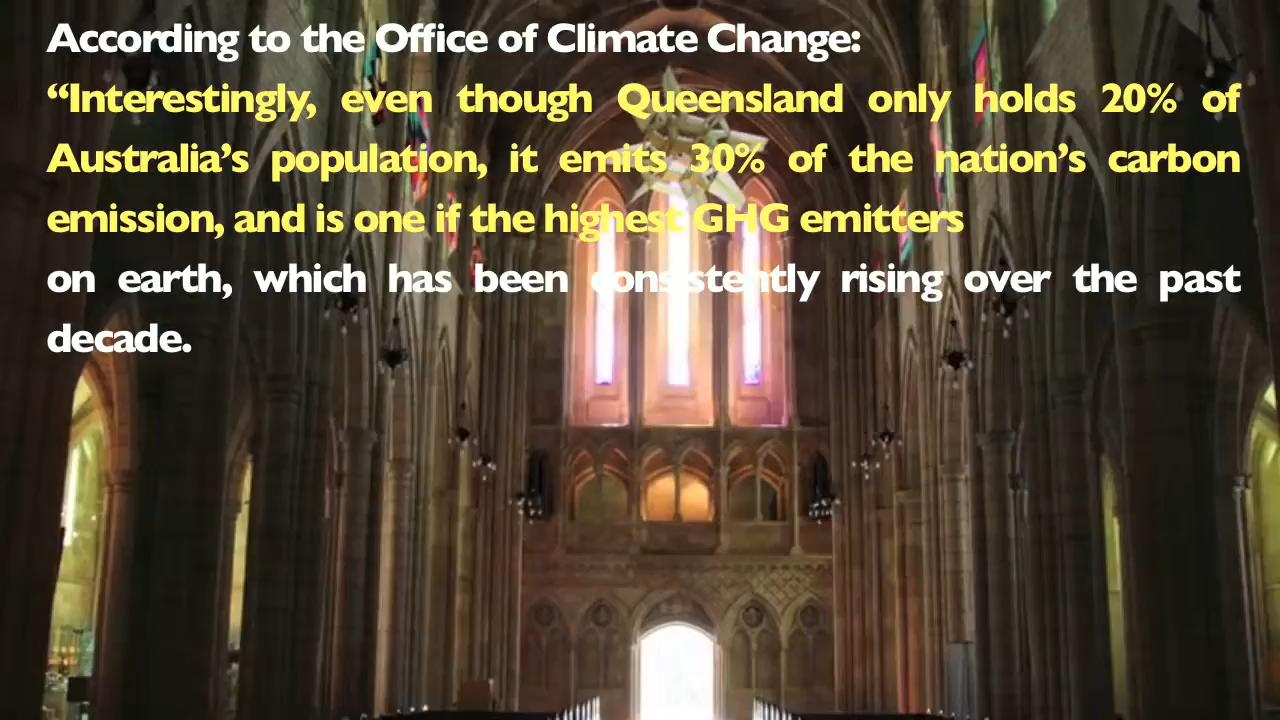 According to the Office of Climate Change:
“Interestingly, even though Queensland only holds 20% of
Australia’s population, it emits 30% of the nation’s carbon
emission, and is one if the highest GHG emitters
on earth, which has been consistently rising over the past
decade.